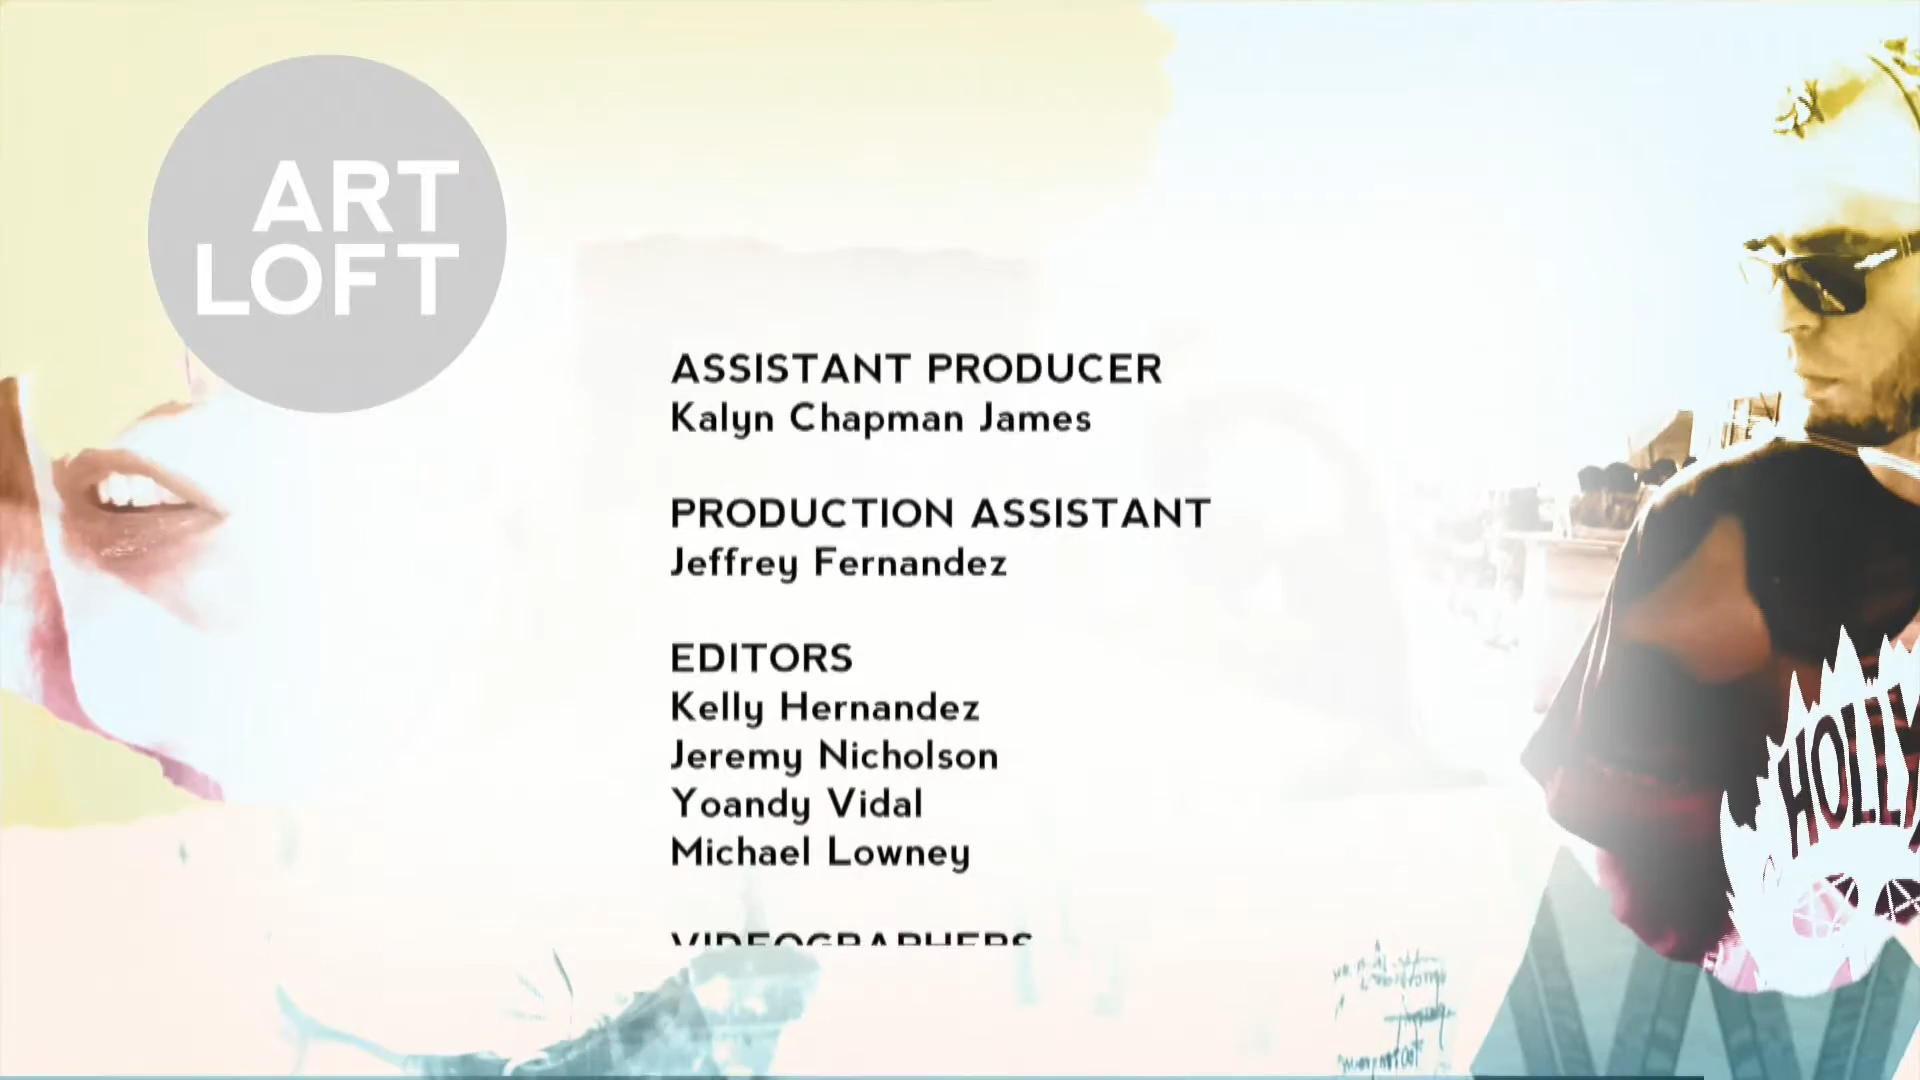 ART
LOFT
ASSISTANT PRODUCER
Kalyn Chapman James
PRODUCTION ASSISTANT
Jeffrey Fernandez
EDITORS
Kelly Hernandez
Jeremy Nicholson
Yoandy Vidal
Michael Lowney
VIDEOGRAPHERS